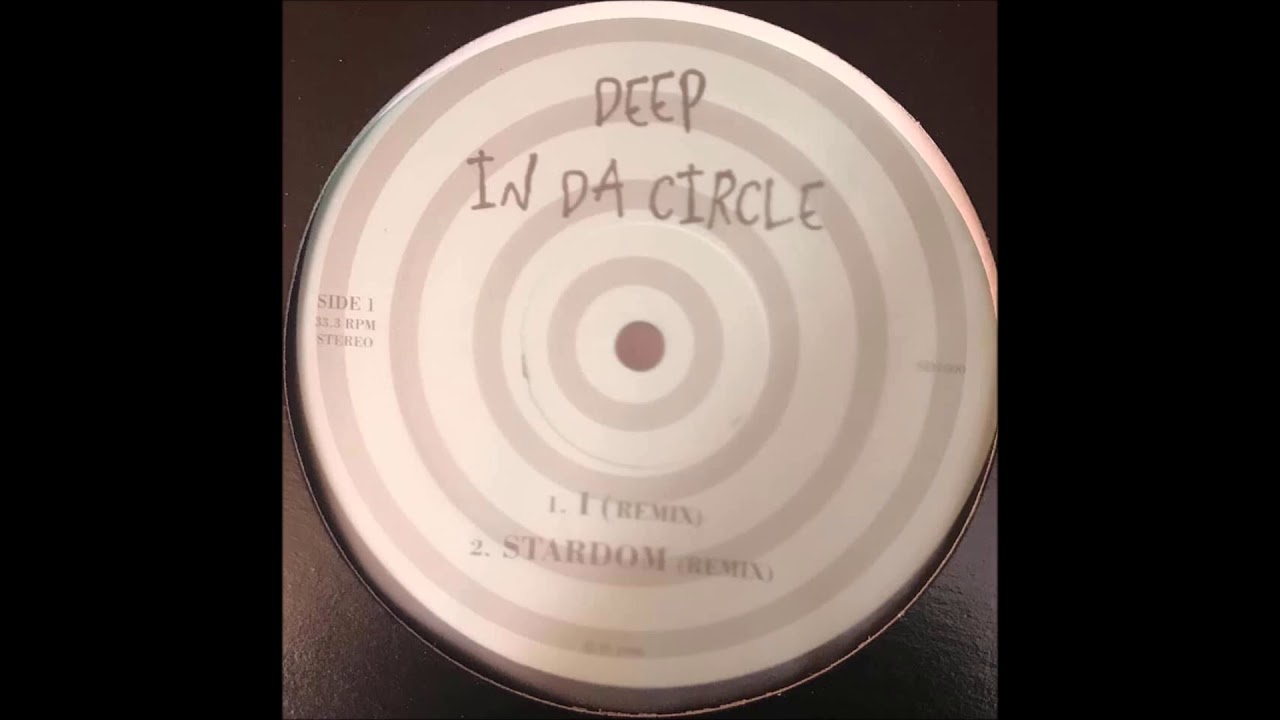 DEEP
IN DA CIRCLE
SIDE 1
33.3 RPM
STEREO
1. I (REMIX)
2. STARDOM (REMIX)